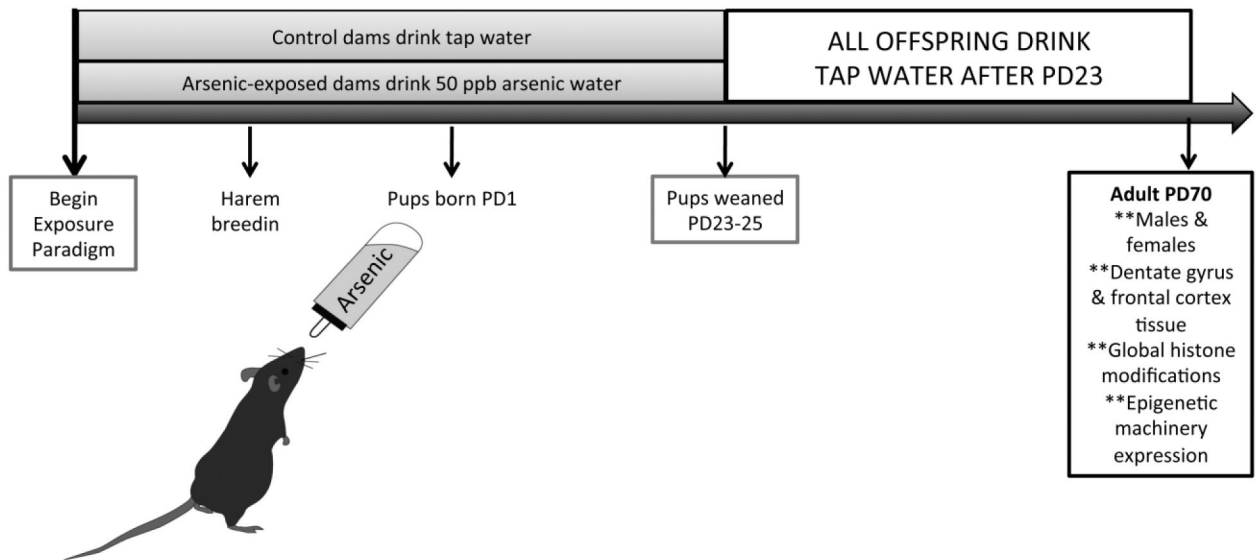 Control dams drink tap water
Arsenic-exposed dams drink 50 ppb arsenic water
ALL OFFSPRING DRINK
TAP WATER AFTER PD23
Begin
Exposure
Paradigm
Harem
breedin
Pups born PD1
Pups weaned
PD23-25
Adult PD70
**Males &
females
**Dentate gyrus
& frontal cortex
tissue
**Global histone
modifications
**Epigenetic
machinery
expression
Arsenic